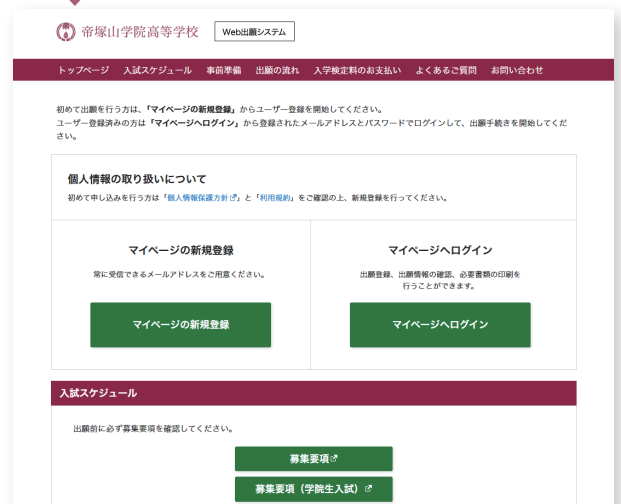 帝塚山学院高等学校 Web出願システム
トップページ 入試スケジュール 事前準備 出願の流れ 入学検定料のお支払い よくあるご質問 お問い合わせ
初めて出願を行う方は、「マイページの新規登録」からユーザー登録を開始してください。
ユーザー登録済みの方は「マイページへログイン」から登録されたメールアドレスとパスワードでログインして、出願手続きを開始してくだ
さい。
個人情報の取り扱いについて
初めて申し込みを行う方は「個人情報保護方針」と「利用規約」をご確認の上、新規登録を行ってください。
マイページの新規登録
常に受信できるメールアドレスをご用意ください。
マイページの新規登録
マイページへログイン
出願登録、出願情報の確認、必要書類の印刷を
行うことができます。
マイページへログイン
入試スケジュール
出願前に必ず募集要項を確認してください。
募集要項
募集要項（学院生入試）